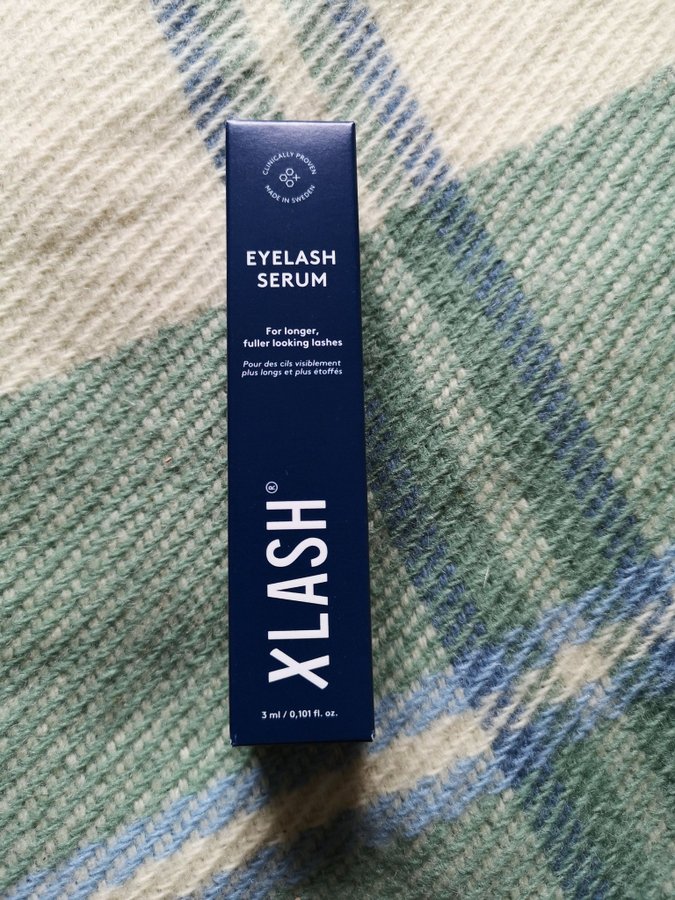 CLINICALLY PROVEN
MADE IN SWEDEN
EYELASH
SERUM
For longer,
fuller looking lashes
Pour des cils visiblement
plus longs et plus étoffés
XLASH®
3 ml / 0,101 fl. oz.